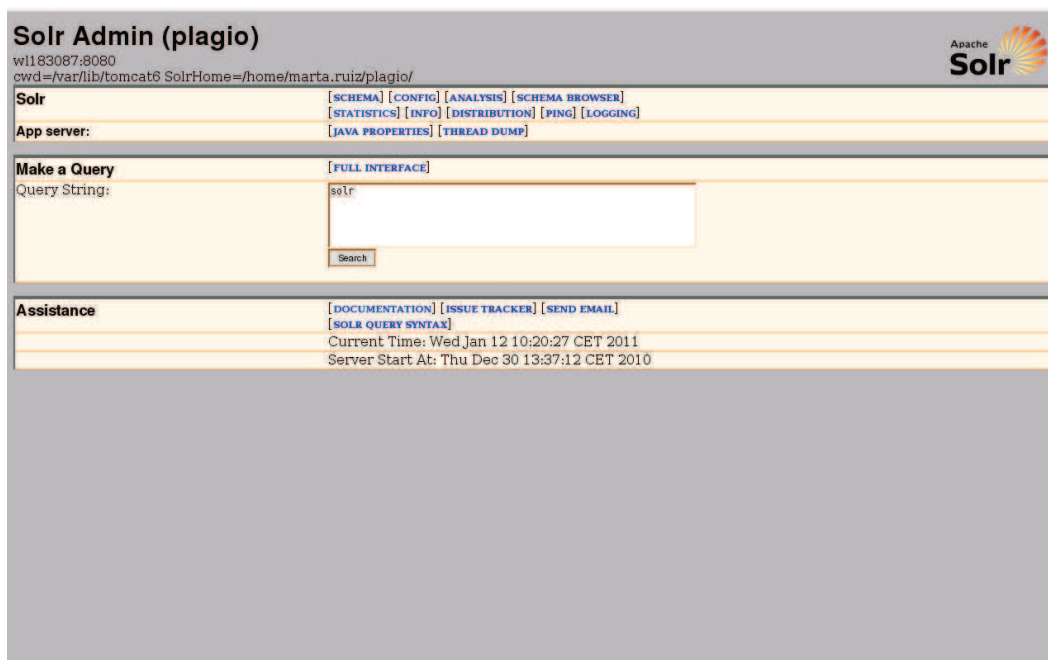 Solr Admin (plagio)
wl183087:8080
cwd=/var/lib/tomcat6 SolrHome=/home/marta.ruiz/plagio/
Apache
Solr
Solr [SCHEMA] [CONFIG] [ANALYSIS] [SCHEMA BROWSER]
[STATISTICS] [INFO] [DISTRIBUTION] [PING] [LOGGING]
App server: [JAVA PROPERTIES] [THREAD DUMP]
Make a Query [FULL INTERFACE]
Query String: solr
Search
Assistance [DOCUMENTATION] [ISSUE TRACKER] [SEND EMAIL]
[SOLR QUERY SYNTAX]
Current Time: Wed Jan 12 10:20:27 CET 2011
Server Start At: Thu Dec 30 13:37:12 CET 2010